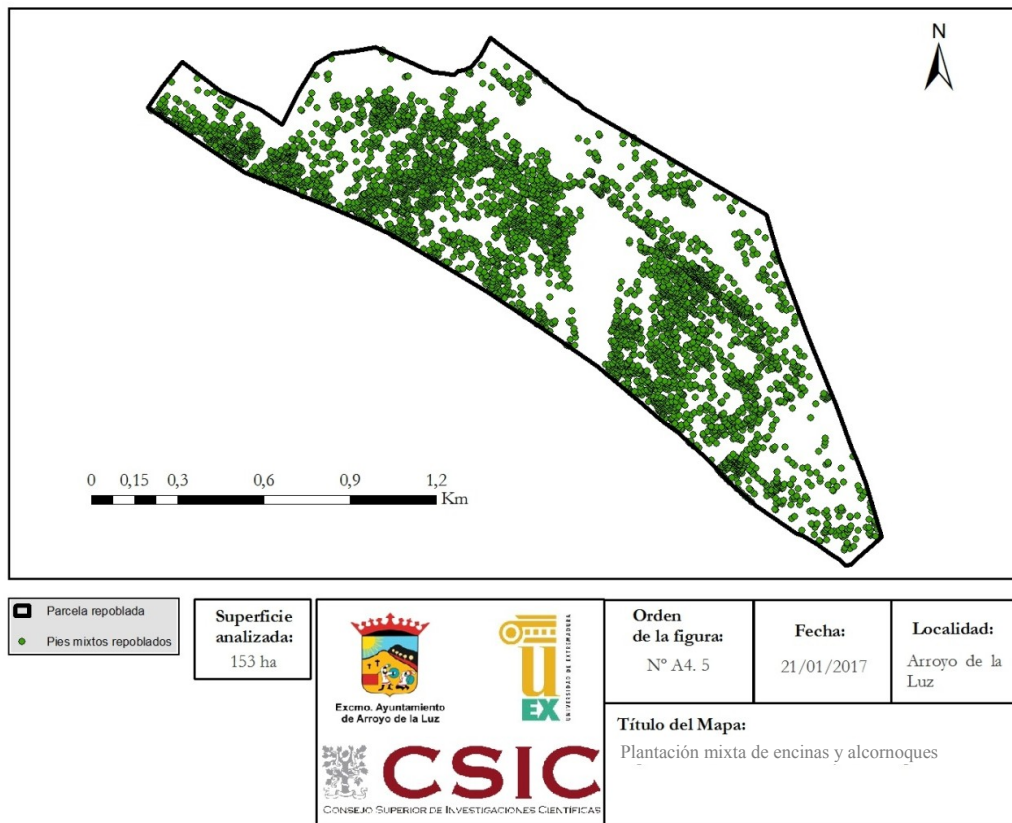 N
0 0,15 0,3 0,6 0,9 1,2
Km
Parcela repoblada
Pies mixtos repoblados
Superficie
analizada:
153 ha
Excmo. Ayuntamiento
de Arroyo de la Luz
U
EX
UNIVERSIDAD DE EXTREMADURA
CSIC
CONSEJO SUPERIOR DE INVESTIGACIONES CIENTÍFICAS
Orden
de la figura:
Nº A4. 5
Fecha:
21/01/2017
Localidad:
Arroyo de la
Luz
Título del Mapa:
Plantación mixta de encinas y alcornoques